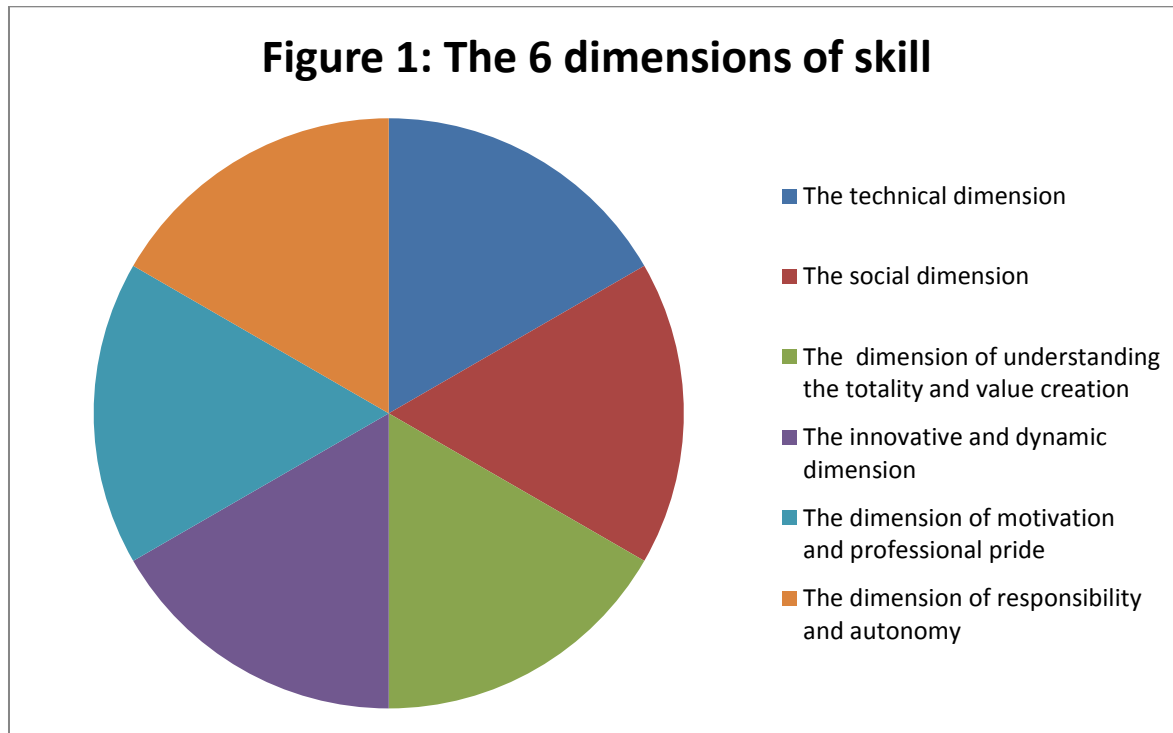 Figure 1: The 6 dimensions of skill
The technical dimension
The social dimension
The  dimension of understanding
the totality and value creation
The innovative and dynamic
dimension
The dimension of motivation
and professional pride
The dimension of responsibility
and autonomy